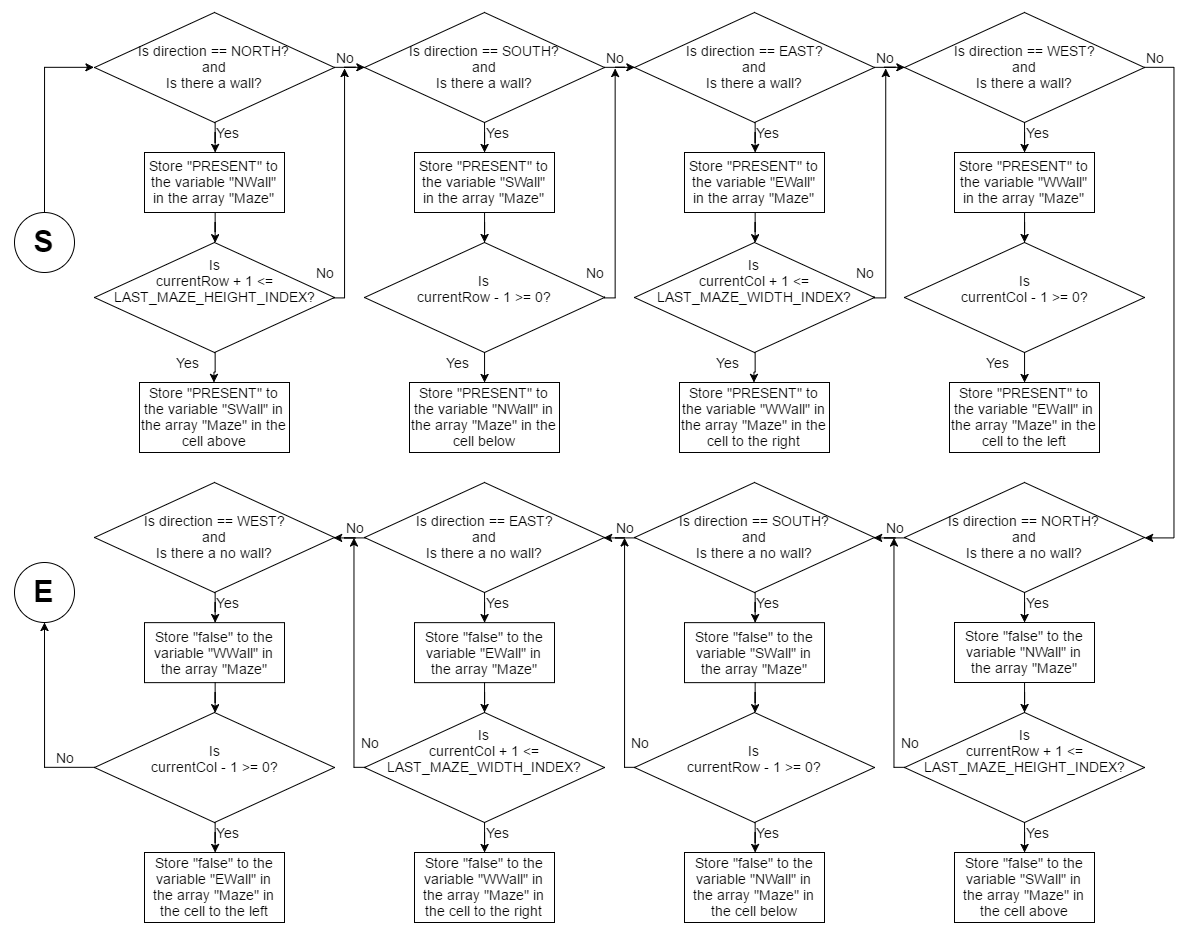 Is direction == NORTH?
and
Is there a wall?
No
Is direction == SOUTH?
and
Is there a wall?
No
Is direction == EAST?
and
Is there a wall?
No
Is direction == WEST?
and
Is there a wall?
No
Yes
Yes
Yes
Yes
Store "PRESENT" to
the variable "NWall"
in the array "Maze"
Store "PRESENT" to
the variable "SWall"
in the array "Maze"
Store "PRESENT" to
the variable "EWall"
in the array "Maze"
Store "PRESENT" to
the variable "WWall"
in the array "Maze"
S
Is
currentRow + 1 <=
LAST_MAZE_HEIGHT_INDEX?
No
Is
currentRow - 1 >= 0?
No
Is
currentCol + 1 <=
LAST_MAZE_WIDTH_INDEX?
No
Is
currentCol - 1 >= 0?
Yes
Yes
Yes
Yes
Store "PRESENT" to
the variable "SWall" in
the array "Maze" in the
cell above
Store "PRESENT" to
the variable "NWall" in
the array "Maze" in the
cell below
Store "PRESENT" to
the variable "WWall" in
the array "Maze" in the
cell to the right
Store "PRESENT" to
the variable "EWall" in
the array "Maze" in the
cell to the left
Is direction == WEST?
and
Is there a no wall?
No
Is direction == EAST?
and
Is there a no wall?
No
Is direction == SOUTH?
and
Is there a no wall?
No
Is direction == NORTH?
and
Is there a no wall?
E
Yes
Yes
Yes
Yes
Store "false" to the
variable "WWall" in
the array "Maze"
Store "false" to the
variable "EWall" in
the array "Maze"
Store "false" to the
variable "SWall" in
the array "Maze"
Store "false" to the
variable "NWall" in
the array "Maze"
No
Is
currentCol - 1 >= 0?
No
Is
currentCol + 1 <=
LAST_MAZE_WIDTH_INDEX?
No
Is
currentRow - 1 >= 0?
No
Is
currentRow + 1 <=
LAST_MAZE_HEIGHT_INDEX?
Yes
Yes
Yes
Yes
Store "false" to the
variable "EWall" in
the array "Maze" in
the cell to the left
Store "false" to the
variable "WWall" in
the array "Maze" in
the cell to the right
Store "false" to the
variable "NWall" in
the array "Maze" in
the cell below
Store "false" to the
variable "SWall" in
the array "Maze" in
the cell above